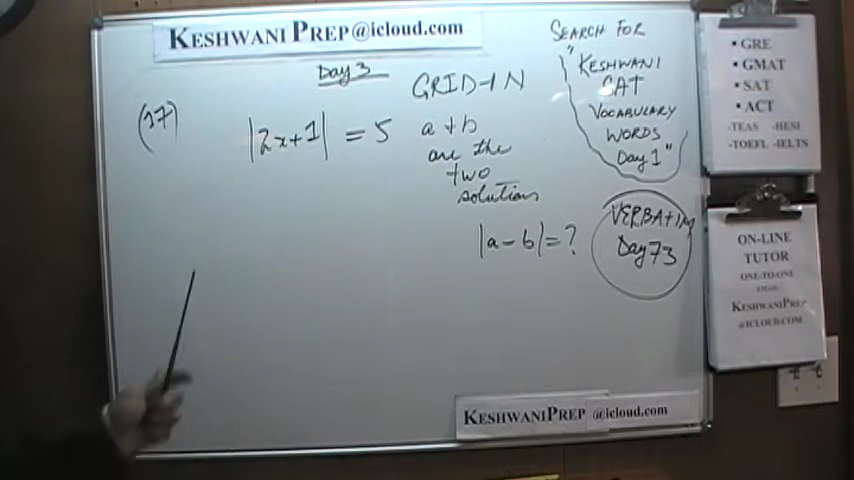 KESHWANI PREP@icloud.com
Day 3
(17)
|2x+1| = 5
GRID-IN
a & b
are the
two
solutions
|a-b|=?
SEARCH FOR
"KESHWANI
SAT
VOCABULARY
WORDS
Day 1"
VERBATIM
Day 73
• GRE
• GMAT
• SAT
• ACT
-TEAS -HESI
-TOEFL -IELTS
ON-LINE
TUTOR
ONE-TO-ONE
KESHWANIPREP
@ICLOUD.COM
KESHWANIPREP @icloud.com